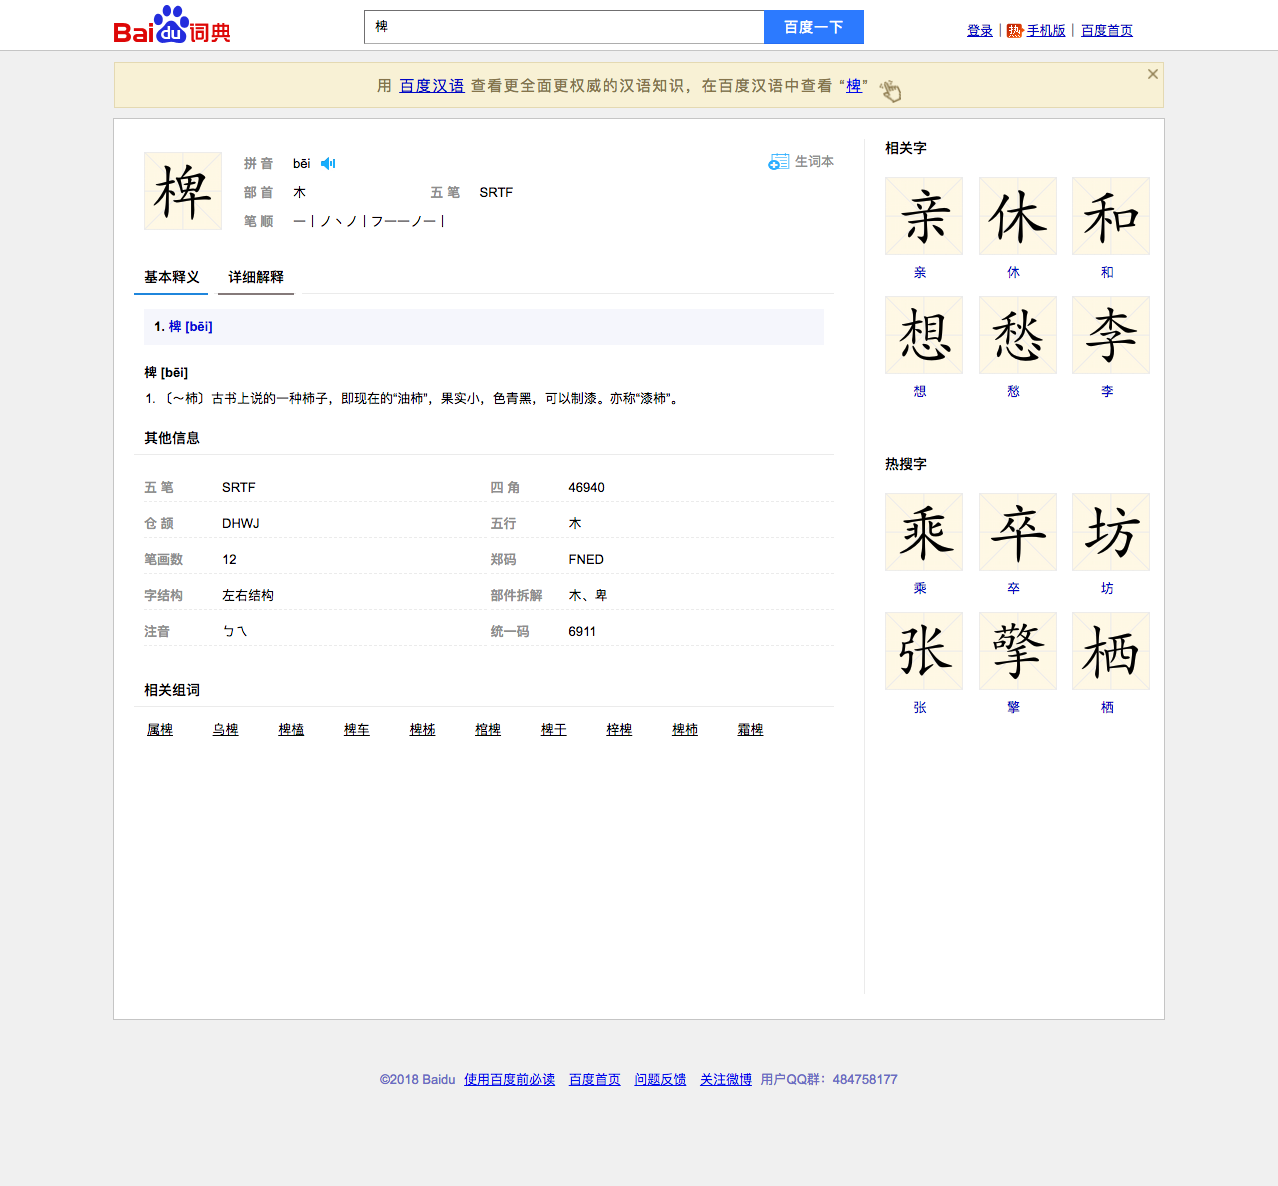 Bai du 词典
椑
百度一下
登录 | 热 手机版 | 百度首页
用 百度汉语 查看更全面更权威的汉语知识，在百度汉语中查看 “椑”
椑
拼 音 bēi
生词本
部 首 木 五 笔 SRTF
笔 顺 一丨ノ丶ノ丨フ一一ノ一丨
基本释义 详细解释
1. 椑 [bēi]
椑 [bēi]
1. 〔～柿〕古书上说的一种柿子，即现在的“油柿”，果实小，色青黑，可以制漆。亦称“漆柿”。
其他信息
五 笔 SRTF 四 角 46940
仓 颉 DHWJ 五行 木
笔画数 12 郑码 FNED
字结构 左右结构 部件拆解 木、卑
注音 ㄅㄟ 统一码 6911
相关组词
属椑 乌椑 椑榼 椑车 椑柹 棺椑 椑于 梓椑 椑柿 霜椑
相关字
亲 休 和
亲 休 和
想 愁 李
想 愁 李
热搜字
乘 卒 坊
乘 卒 坊
张 擎 栖
张 擎 栖
©2018 Baidu 使用百度前必读 百度首页 问题反馈 关注微博 用户QQ群：484758177